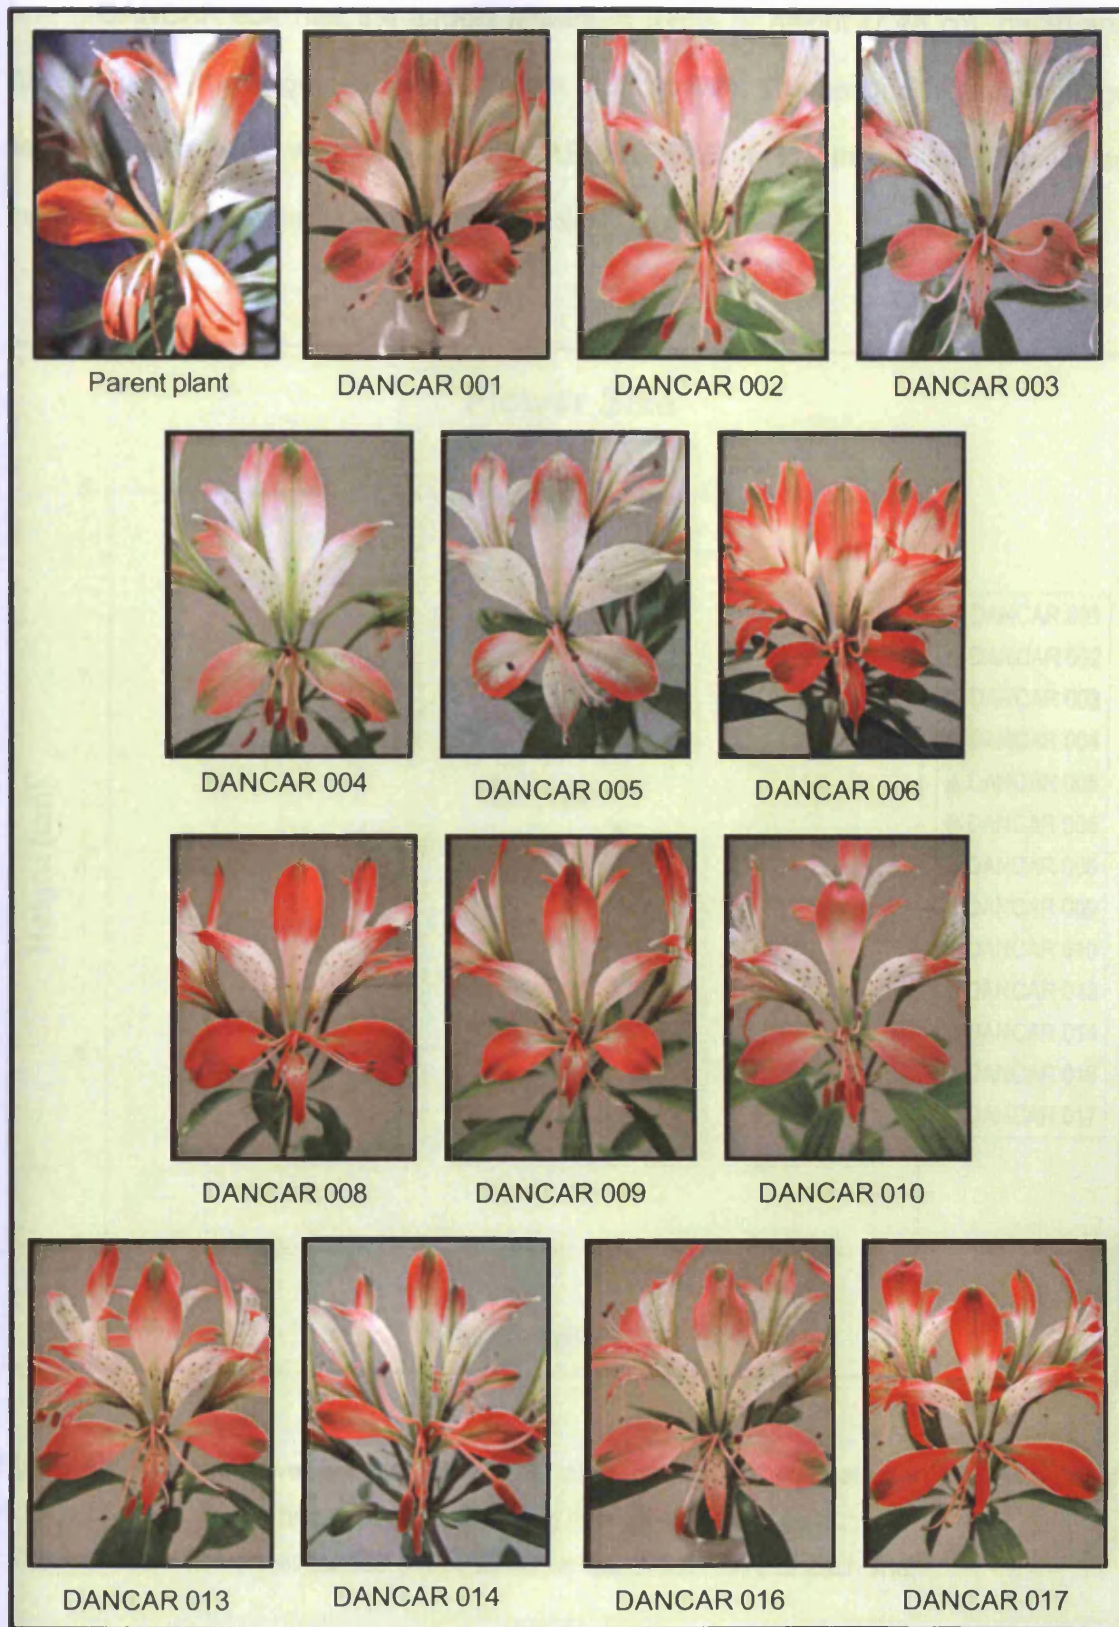 Parent plant
DANCAR 001
DANCAR 002
DANCAR 003
DANCAR 004
DANCAR 005
DANCAR 006
DANCAR 008
DANCAR 009
DANCAR 010
DANCAR 013
DANCAR 014
DANCAR 016
DANCAR 017